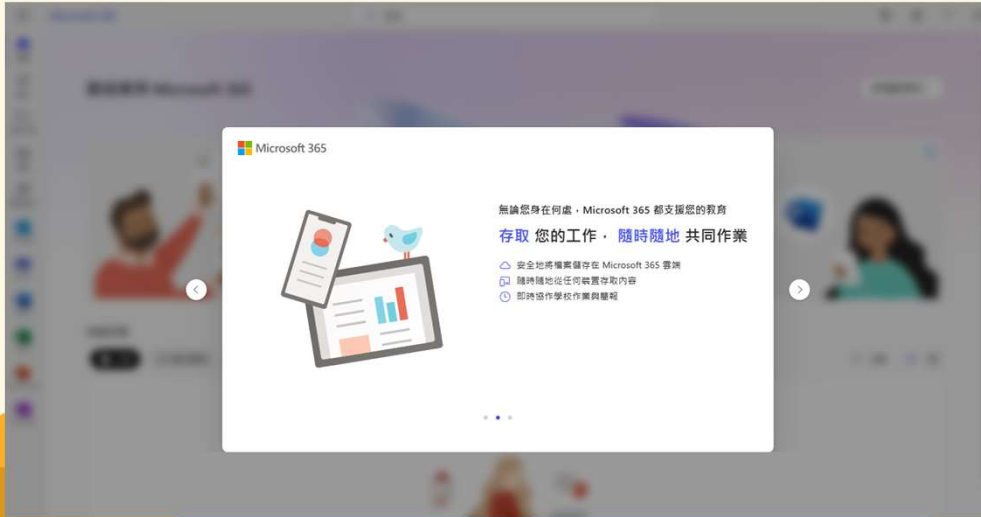 Microsoft 365
無論您身在何處，Microsoft 365 都支援您的教育
存取 您的工作， 隨時隨地 共同作業
安全地將檔案儲存在 Microsoft 365 雲端
隨時隨地從任何裝置存取內容
即時協作學校作業與簡報